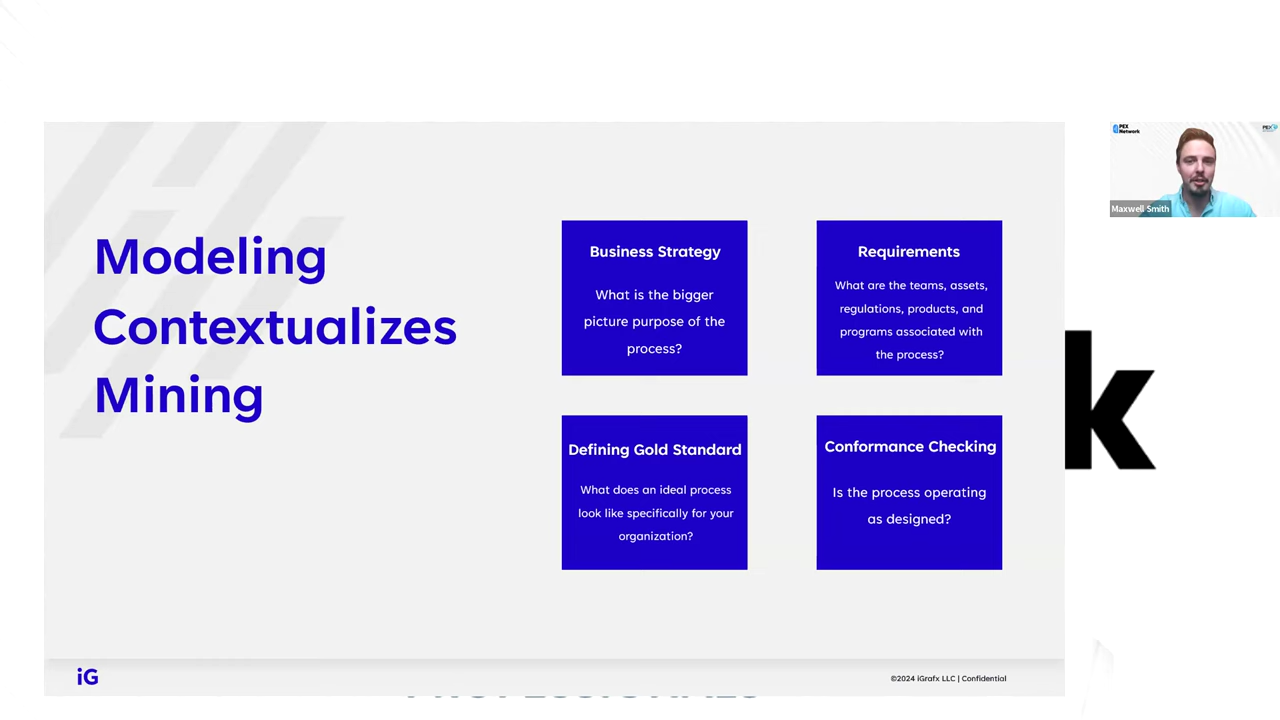 Modeling
Contextualizes
Mining
Business Strategy
What is the bigger
picture purpose of the
process?
Requirements
What are the teams, assets,
regulations, products, and
programs associated with
the process?
Defining Gold Standard
What does an ideal process
look like specifically for your
organization?
Conformance Checking
Is the process operating
as designed?
iG
©2024 iGrafx LLC | Confidential
PEX
Network
PEX
Maxwell Smith
k